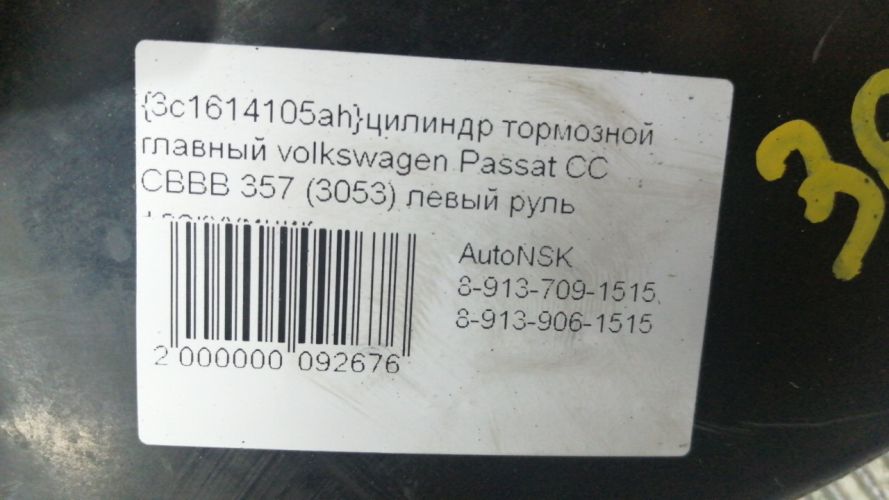 {3c1614105ah}цилиндр тормозной
главный volkswagen Passat CC
CBBB 357 (3053) левый руль
AutoNSK
8-913-709-1515,
8-913-906-1515
2 000000 092676